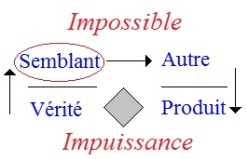 Impossible
Semblant Autre
Vérité Produit
Impuissance